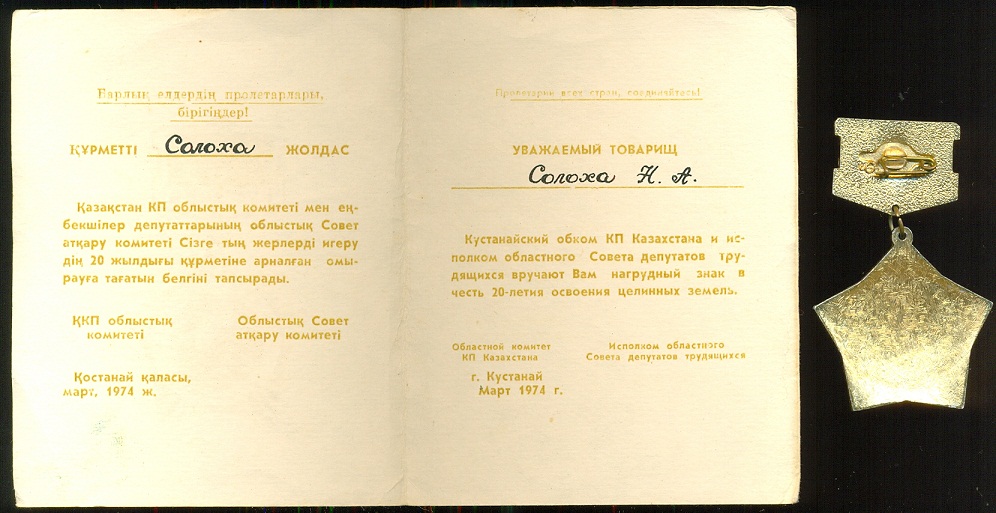 Барлық елдердің пролетарлары,
бірігіңдер!
ҚҰРМЕТТІ Солоха ЖОЛДАС
Қазақстан КП облыстық комитеті мен ең-
бекшілер депутаттарының облыстық Совет
атқару комитеті Сізге тың жерлерді игеру
дің 20 жылдығы құрметіне арналған омы-
рауға тағатын белгіні тапсырады.
ҚКП облыстық
комитеті
Облыстық Совет
атқару комитеті
Қостанай қаласы,
март, 1974 ж.
Пролетарии всех стран, соединяйтесь!
УВАЖАЕМЫЙ ТОВАРИЩ
Солоха Н. А.
Кустанайский обком КП Казахстана и ис-
полком областного Совета депутатов тру-
дящихся вручают Вам нагрудный знак в
честь 20-летия освоения целинных земель.
Областной комитет
КП Казахстана
Исполком областного
Совета депутатов трудящихся
г. Кустанай
Март 1974 г.